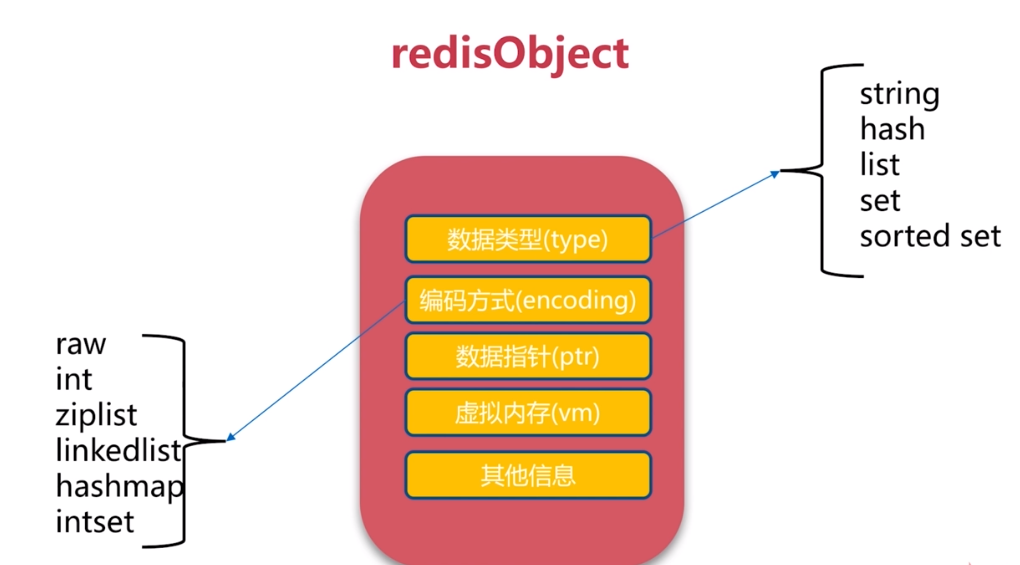 redisObject
string
hash
list
set
sorted set
数据类型(type)
编码方式(encoding)
数据指针(ptr)
虚拟内存(vm)
其他信息
raw
int
ziplist
linkedlist
hashmap
intset